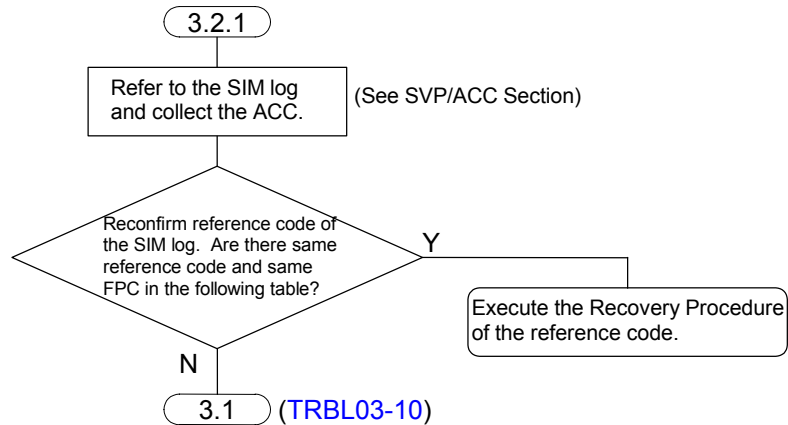 3.2.1
Refer to the SIM log
and collect the ACC.
(See SVP/ACC Section)
Reconfirm reference code of
the SIM log. Are there same
reference code and same
FPC in the following table?
Y
Execute the Recovery Procedure
of the reference code.
N
3.1 (TRBL03-10)